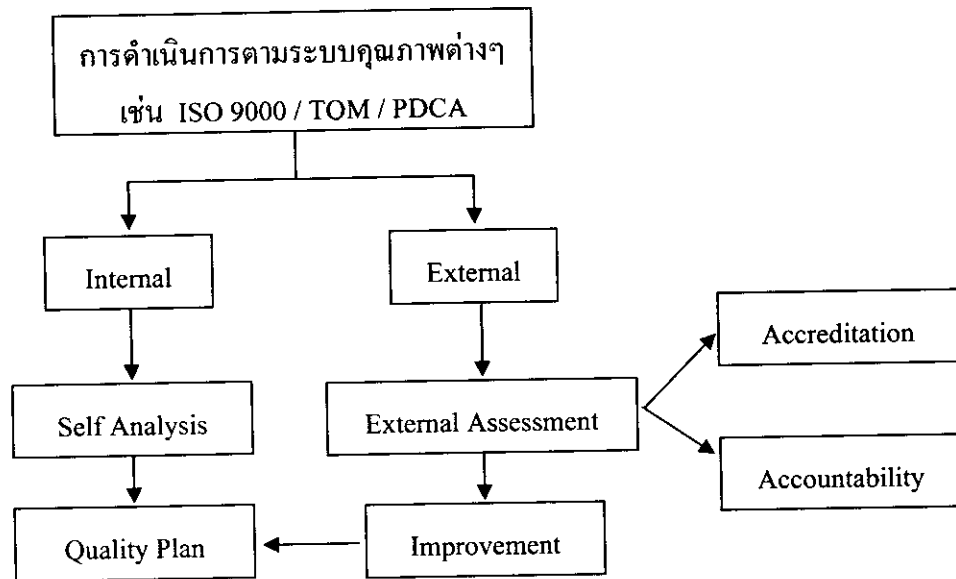 การดำเนินการตามระบบคุณภาพต่างๆ
เช่น ISO 9000 / TOM / PDCA
Internal
External
Accreditation
Self Analysis
External Assessment
Accountability
Quality Plan
Improvement